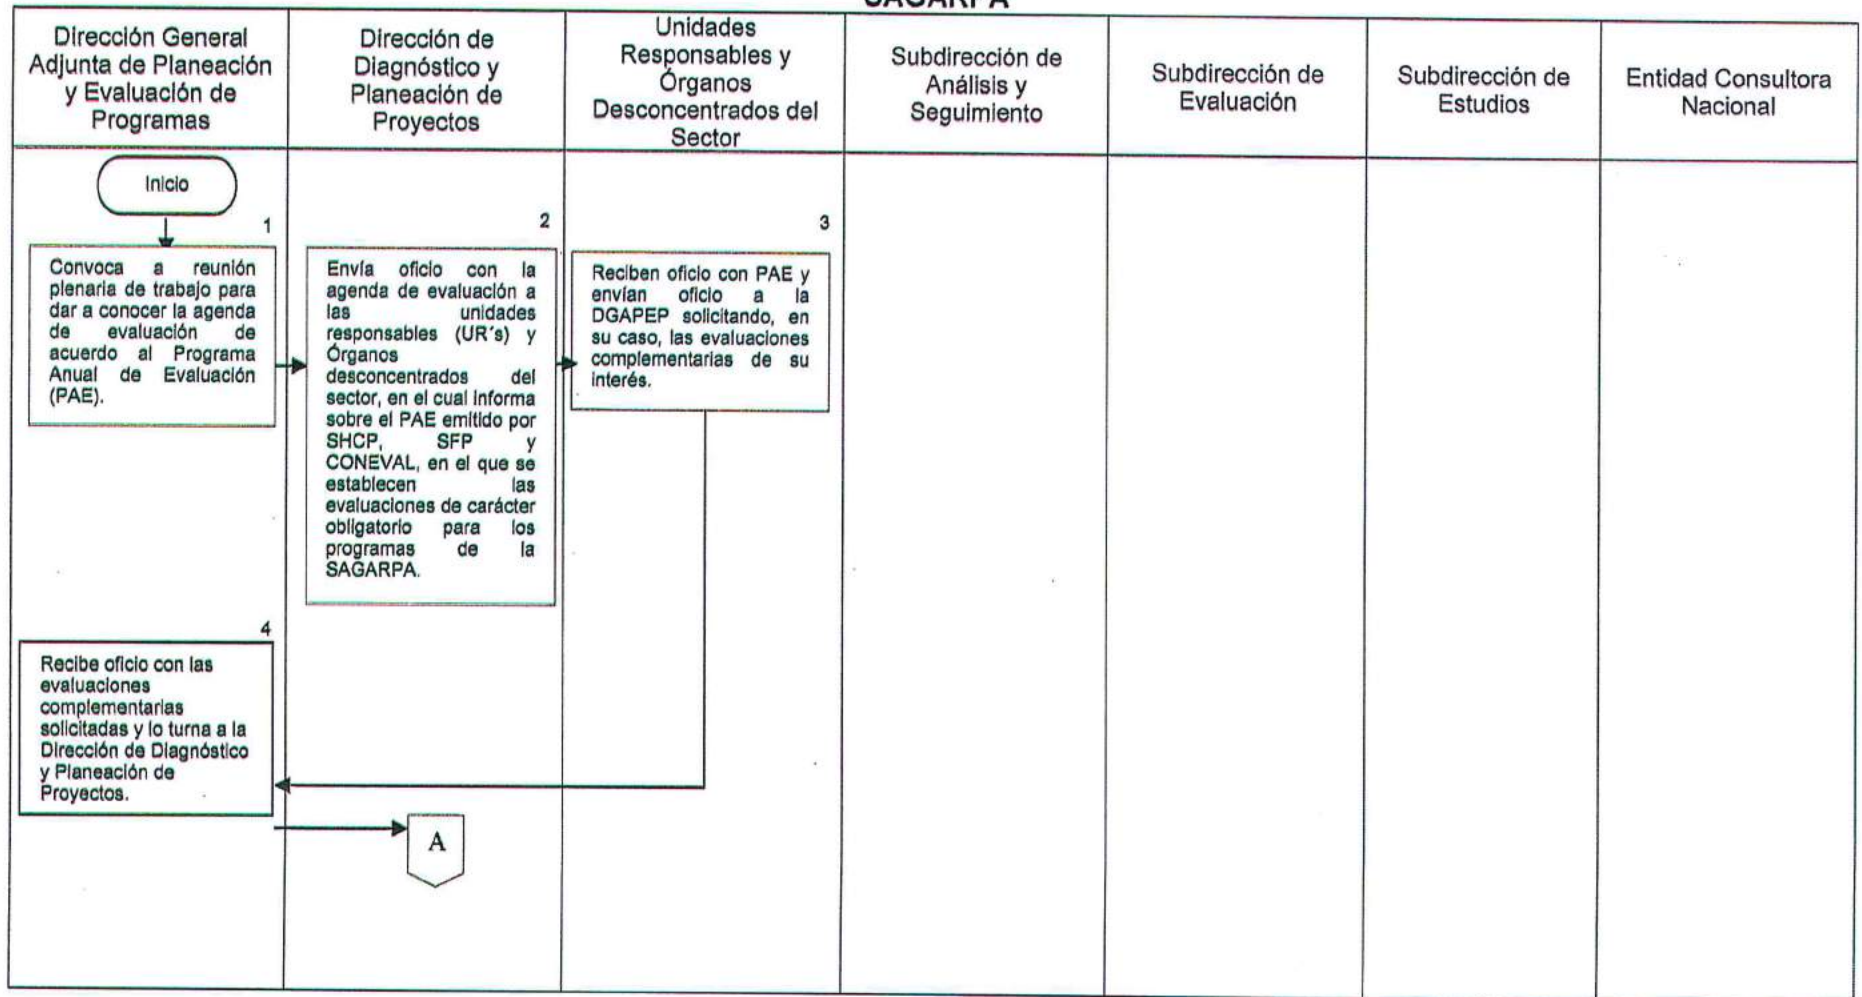 SAGARPA
Dirección General
Adjunta de Planeación
y Evaluación de
Programas
Dirección de
Diagnóstico y
Planeación de
Proyectos
Unidades
Responsables y
Órganos
Desconcentrados del
Sector
Subdirección de
Análisis y
Seguimiento
Subdirección de
Evaluación
Subdirección de
Estudios
Entidad Consultora
Nacional
Inicio
1
Convoca a reunión
plenaria de trabajo para
dar a conocer la agenda
de evaluación de
acuerdo al Programa
Anual de Evaluación
(PAE).
2
Envía oficio con la
agenda de evaluación a
las unidades
responsables (UR´s) y
Órganos
desconcentrados del
sector, en el cual informa
sobre el PAE emitido por
SHCP, SFP y
CONEVAL, en el que se
establecen las
evaluaciones de carácter
obligatorio para los
programas de la
SAGARPA.
3
Reciben oficio con PAE y
envían oficio a la
DGAPEP solicitando, en
su caso, las evaluaciones
complementarias de su
interés.
4
Recibe oficio con las
evaluaciones
complementarias
solicitadas y lo turna a la
Dirección de Diagnóstico
y Planeación de
Proyectos.
A